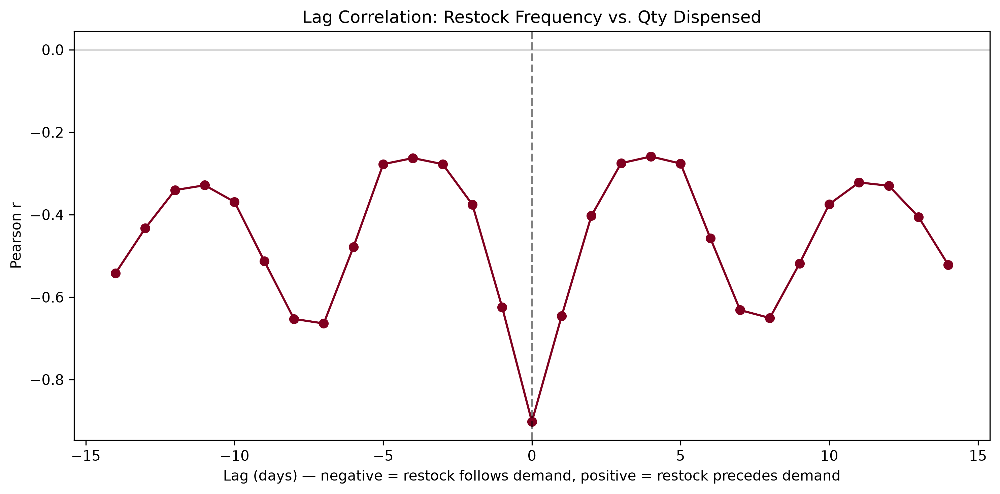 Lag Correlation: Restock Frequency vs. Qty Dispensed
0.0
−0.2
−0.4
−0.6
−0.8
Pearson r
−15 −10 −5 0 5 10 15
Lag (days) — negative = restock follows demand, positive = restock precedes demand